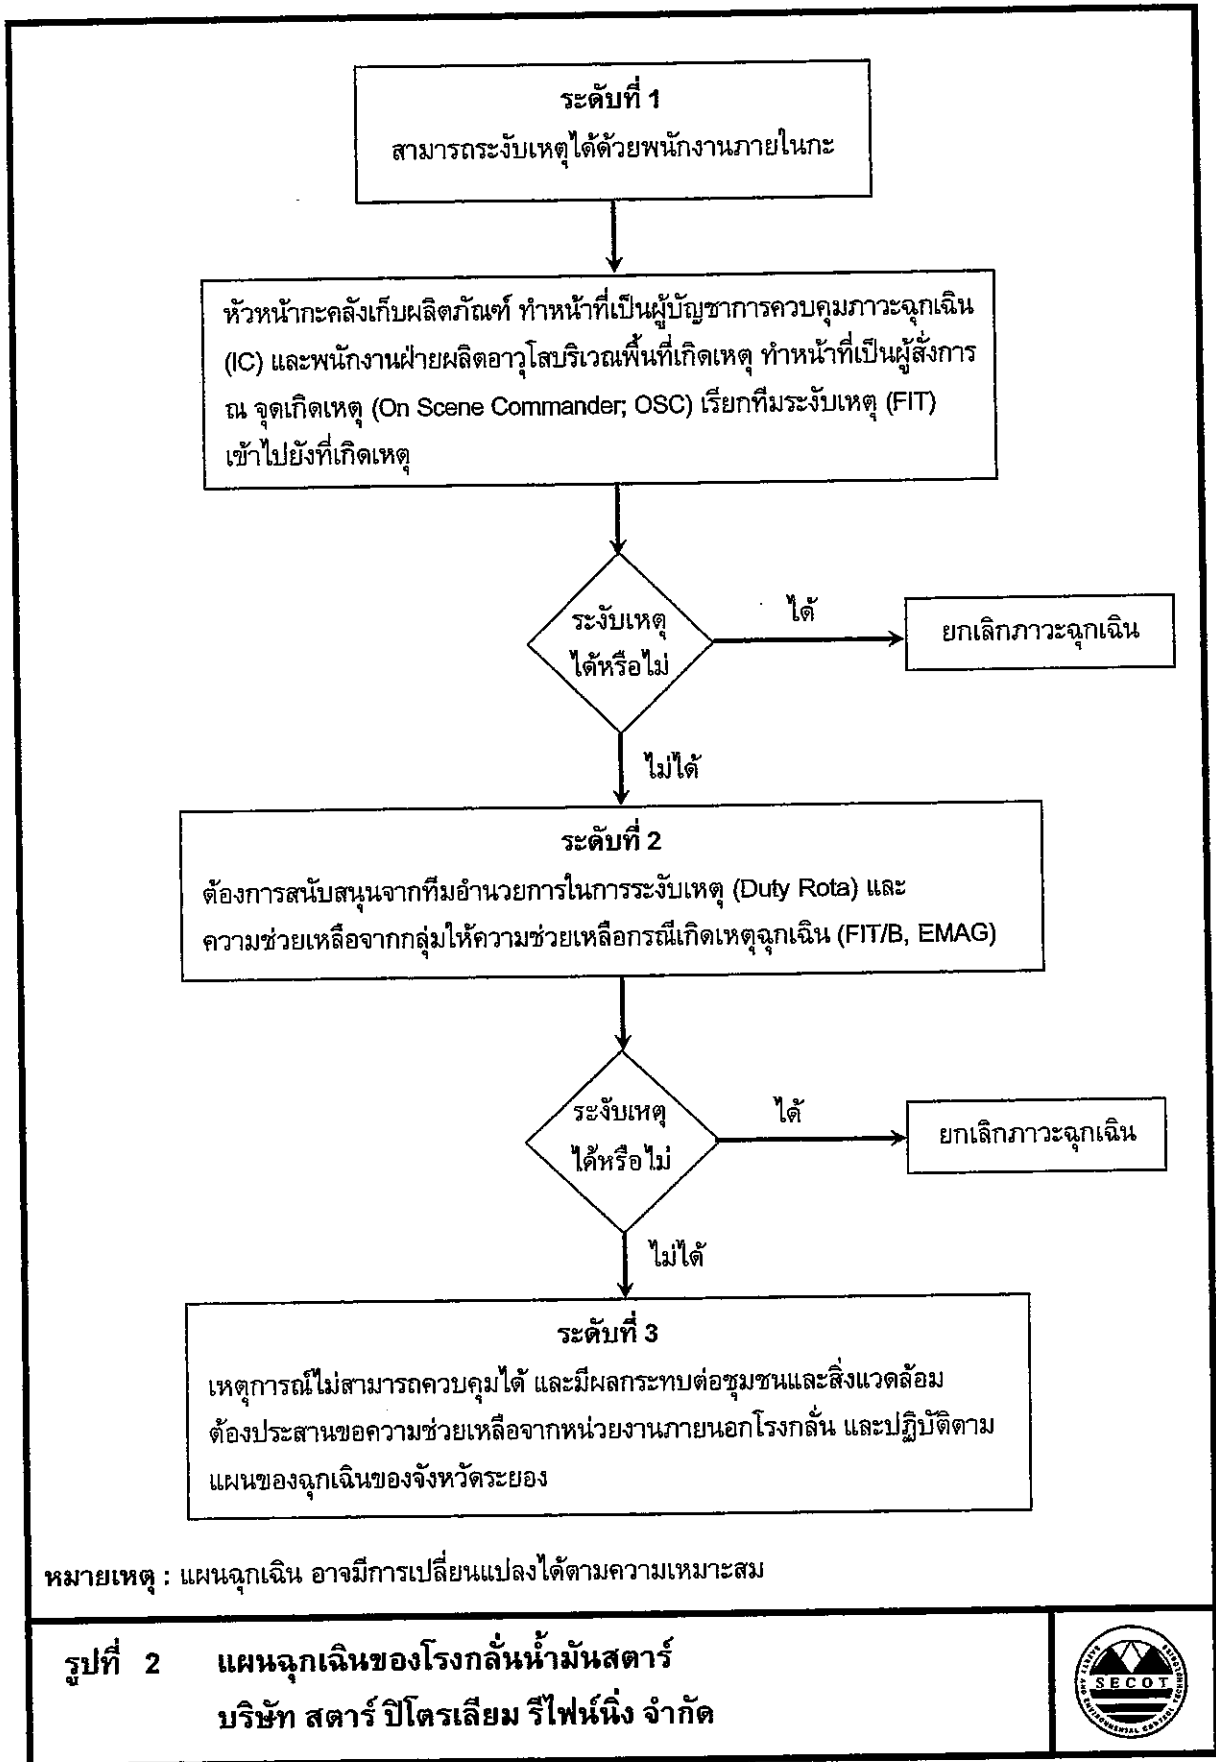 ระดับที่ 1
สามารถระงับเหตุได้ด้วยพนักงานภายในกะ
หัวหน้ากะคลังเก็บผลิตภัณฑ์ ทำหน้าที่เป็นผู้บัญชาการควบคุมภาวะฉุกเฉิน
(IC) และพนักงานฝ่ายผลิตอาวุโสบริเวณพื้นที่เกิดเหตุ ทำหน้าที่เป็นผู้สั่งการ
ณ จุดเกิดเหตุ (On Scene Commander; OSC) เรียกทีมระงับเหตุ (FIT)
เข้าไปยังที่เกิดเหตุ
ระงับเหตุ
ได้หรือไม่
ได้
ยกเลิกภาวะฉุกเฉิน
ไม่ได้
ระดับที่ 2
ต้องการสนับสนุนจากทีมอำนวยการในการระงับเหตุ (Duty Rota) และ
ความช่วยเหลือจากกลุ่มให้ความช่วยเหลือกรณีเกิดเหตุฉุกเฉิน (FIT/B, EMAG)
ระงับเหตุ
ได้หรือไม่
ได้
ยกเลิกภาวะฉุกเฉิน
ไม่ได้
ระดับที่ 3
เหตุการณ์ไม่สามารถควบคุมได้ และมีผลกระทบต่อชุมชนและสิ่งแวดล้อม
ต้องประสานขอความช่วยเหลือจากหน่วยงานภายนอกโรงกลั่น และปฏิบัติตาม
แผนของฉุกเฉินของจังหวัดระยอง
หมายเหตุ : แผนฉุกเฉิน อาจมีการเปลี่ยนแปลงได้ตามความเหมาะสม
รูปที่ 2 แผนฉุกเฉินของโรงกลั่นน้ำมันสตาร์
บริษัท สตาร์ ปิโตรเลียม รีไฟน์นิ่ง จำกัด
SECOT